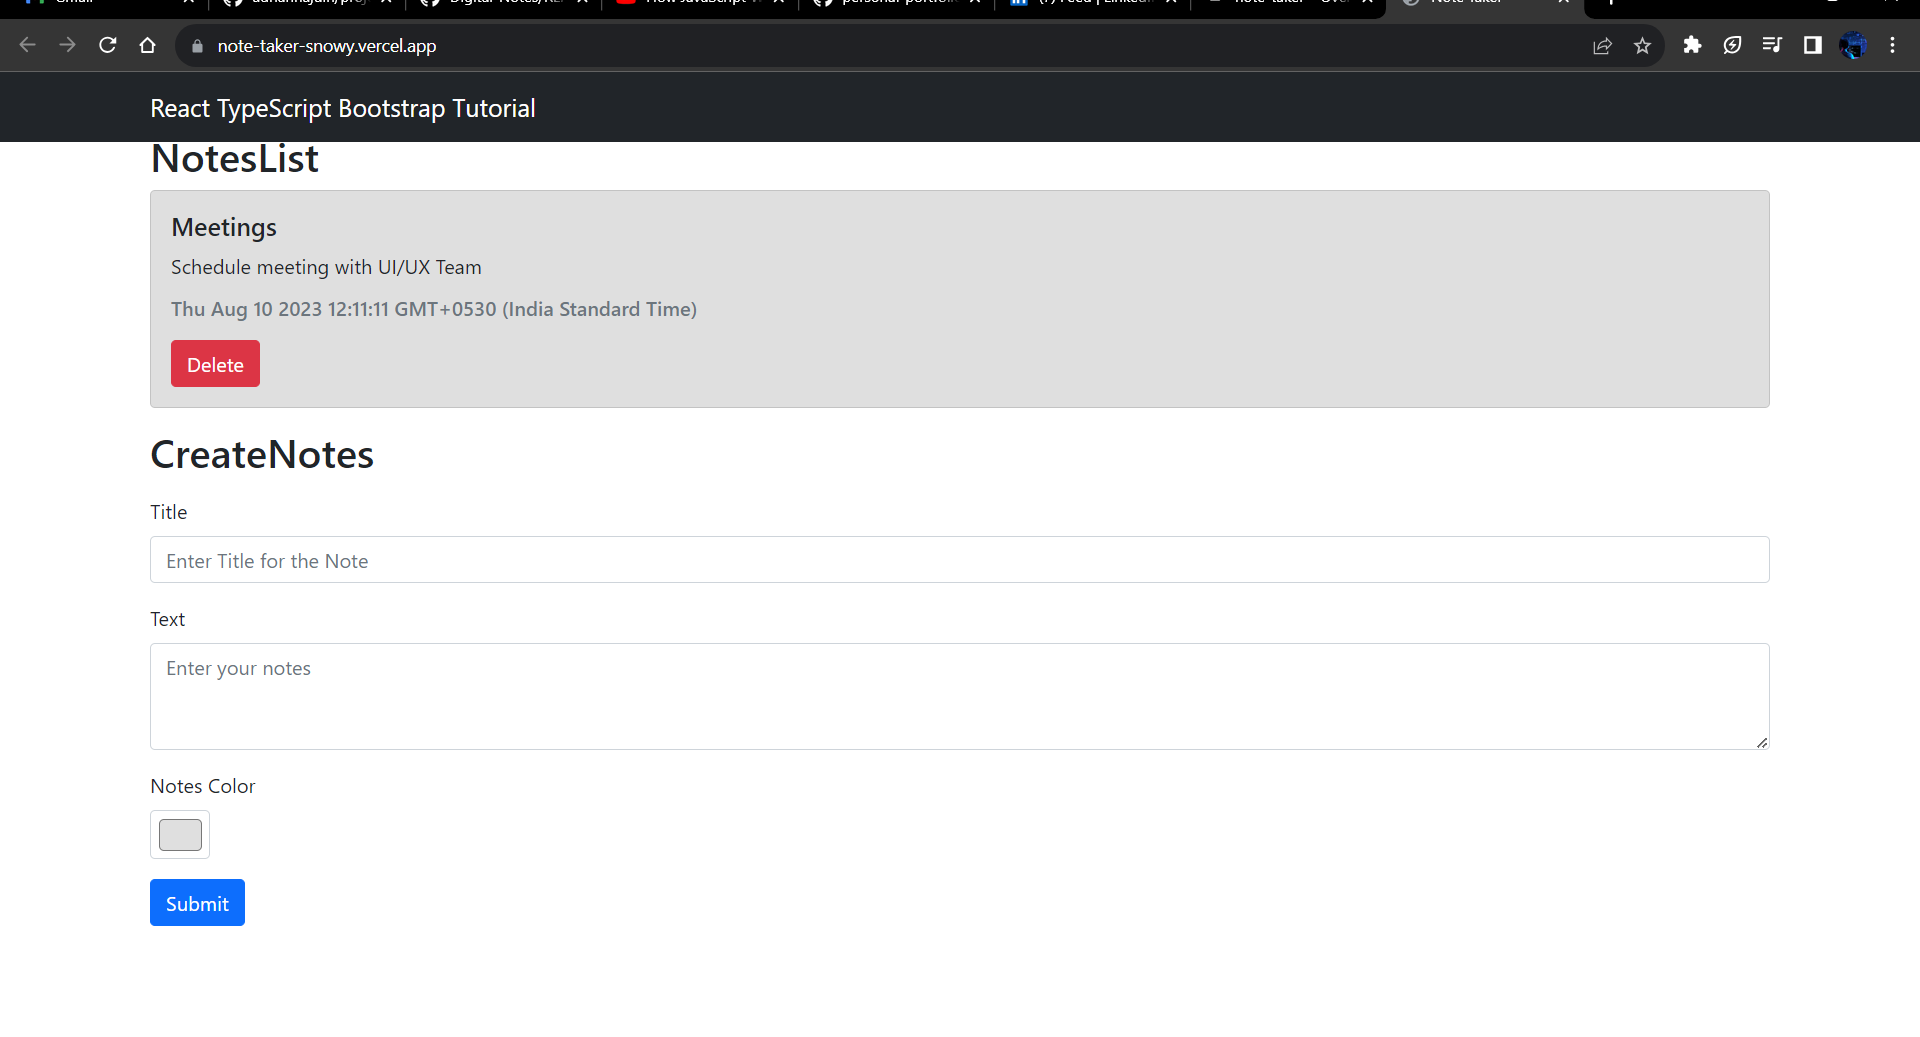 note-taker-snowy.vercel.app
React TypeScript Bootstrap Tutorial
NotesList
Meetings
Schedule meeting with UI/UX Team
Thu Aug 10 2023 12:11:11 GMT+0530 (India Standard Time)
Delete
CreateNotes
Title
Enter Title for the Note
Text
Enter your notes
Notes Color
Submit